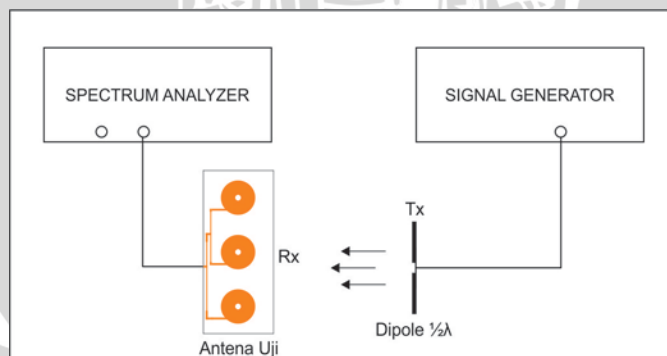 SPECTRUM ANALYZER
SIGNAL GENERATOR
Tx
Rx
Dipole ½λ
Antena Uji